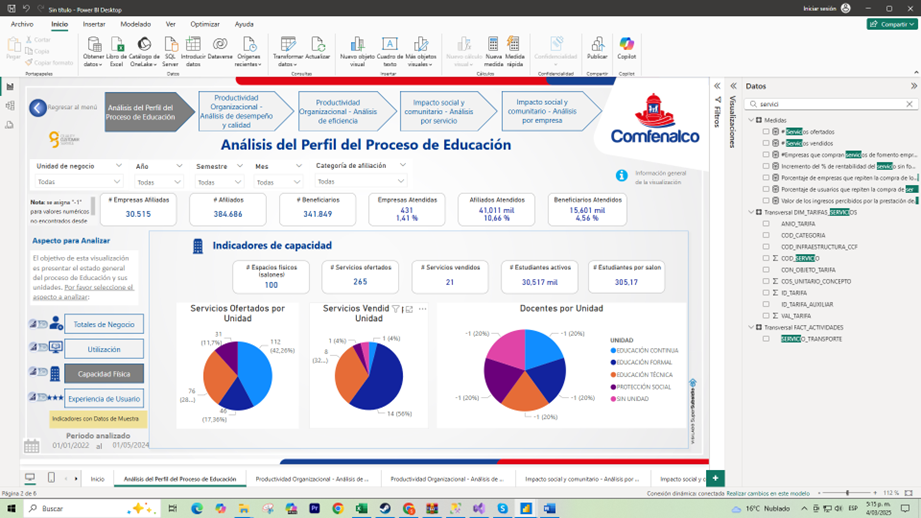 Sin título - Power BI Desktop
Iniciar sesión
Archivo Inicio Insertar Modelado Ver Optimizar Ayuda
Compartir
Pegar
Cortar
Copiar
Copiar formato
Portapapeles
Obtener datos
Libro de Excel
Catálogo de OneLake
SQL Server
Introducir datos
Dataverse
Orígenes recientes
Datos
Transformar datos
Actualizar
Consultas
Nuevo objeto visual
Cuadro de texto
Más objetos visuales
Insertar
Nuevo cálculo visual
Nueva medida
Medida rápida
Cálculos
Confidencialidad
Confidencialidad
Publicar
Compartir
Copilot
Copilot
Regresar al menú
Análisis del Perfil del Proceso de Educación
Productividad Organizacional - Análisis de desempeño y calidad
Productividad Organizacional - Análisis de eficiencia
Impacto social y comunitario - Análisis por servicio
Impacto social y comunitario - Análisis por empresa
Comfenalco
Análisis del Perfil del Proceso de Educación
Unidad de negocio
Todas
Año
Todas
Semestre
Todas
Mes
Todas
Categoría de afiliación
Todas
Información general de la visualización
Nota: se asigna "-1" para valores numéricos no encontrados desde
# Empresas Afiliadas
30.515
# Afiliados
384.686
# Beneficiarios
341.849
Empresas Atendidas
431
1,41 %
Afiliados Atendidos
41,011 mil
10,66 %
Beneficiarios Atendidos
15,601 mil
4,56 %
Aspecto para Analizar
El objetivo de esta visualización es presentar el estado general del proceso de Educación y sus unidades. Por favor seleccione el aspecto a analizar:
Totales de Negocio
Utilización
Capacidad Física
Experiencia de Usuario
Indicadores con Datos de Muestra
Periodo analizado
01/01/2022 al 01/05/2024
Indicadores de capacidad
# Espacios físicos (salones)
100
# Servicios ofertados
265
# Servicios vendidos
21
# Estudiantes activos
30,517 mil
# Estudiantes por salon
305,17
Servicios Ofertados por Unidad
31 (11,7%)
112 (42,26%)
76 (28...)
46 (17,36%)
Servicios Vendid
Unidad
1 (4%)
1 (4%)
8 (32...)
14 (56%)
Docentes por Unidad
-1 (20%)
-1 (20%)
-1 (20%)
-1 (20%)
-1 (20%)
UNIDAD
EDUCACIÓN CONTINUA
EDUCACIÓN FORMAL
EDUCACIÓN TÉCNICA
PROTECCIÓN SOCIAL
SIN UNIDAD
Filtros
Visualizaciones
Datos
servici
Medidas
# Servicios ofertados
# Servicios vendidos
#Empresas que compran servicios de fomento empr...
Incremento del % de rentabilidad del servicio sin fo...
Porcentaje de empresas que repiten la compra de lo...
Porcentaje de usuarios que repiten la compra de ser
Valor de los ingresos percibidos por la prestación de...
Transversal DIM_TARIFAS_SERVICIOS
ANIO_TARIFA
COD_CATEGORIA
COD_INFRAESTRUCTURA_CCF
COD_SERVICIO
CON_OBJETO_TARIFA
COS_UNITARIO_CONCEPTO
ID_TARIFA
ID_TARIFA_AUXILIAR
VAL_TARIFA
Transversal FACT_ACTIVIDADES
SERVICIO_TRANSPORTE
Inicio
Análisis del Perfil del Proceso de Educación
Productividad Organizacional - Análisis de ...
Productividad Organizacional - Análisis de ...
Impacto social y comunitario - Análisis por ...
Impacto social y co
Página 2 de 6
Conexión dinámica: conectada Realizar cambios en este modelo
112 %
Buscar
16°C Nublado
ESP
5:15 p. m.
4/03/2025